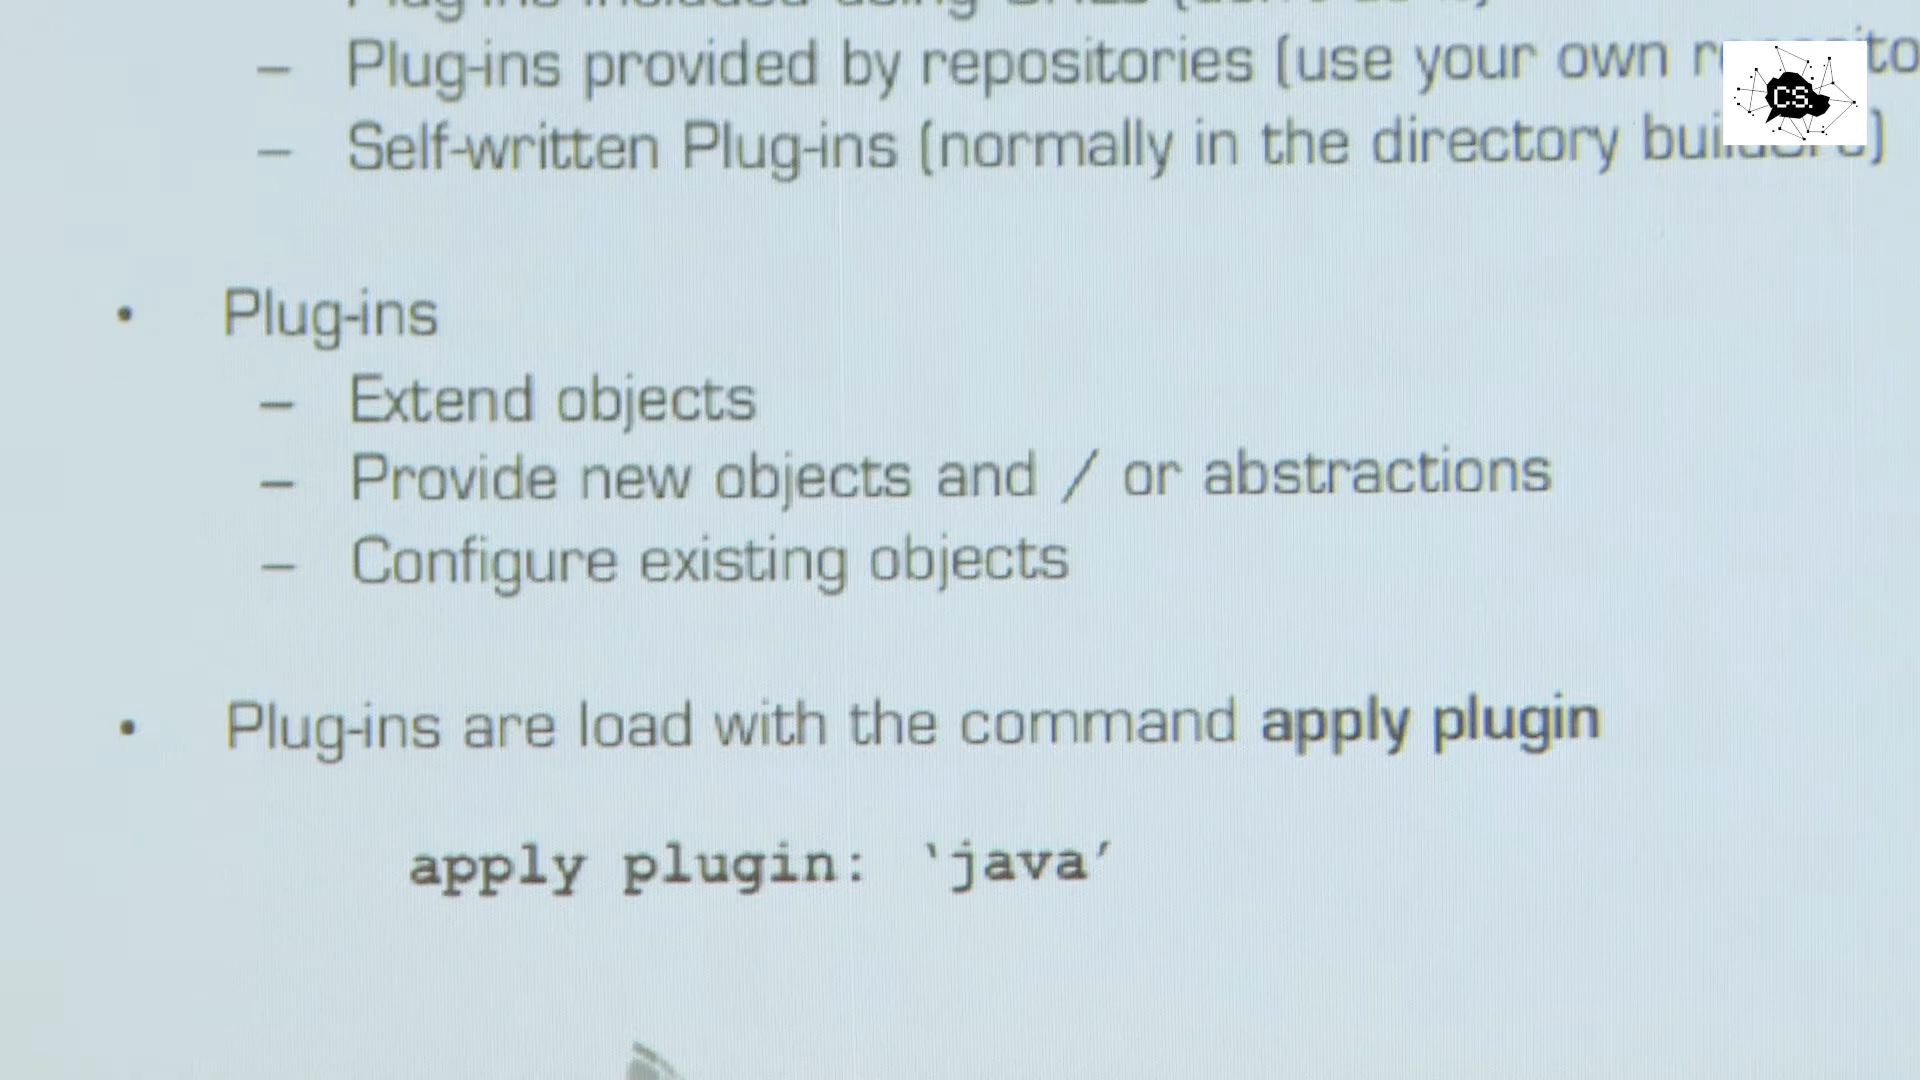 – Plug-ins provided by repositories (use your own
– Self-written Plug-ins (normally in the directory
CS.
• Plug-ins
– Extend objects
– Provide new objects and / or abstractions
– Configure existing objects
• Plug-ins are load with the command apply plugin
apply plugin: ‘java’